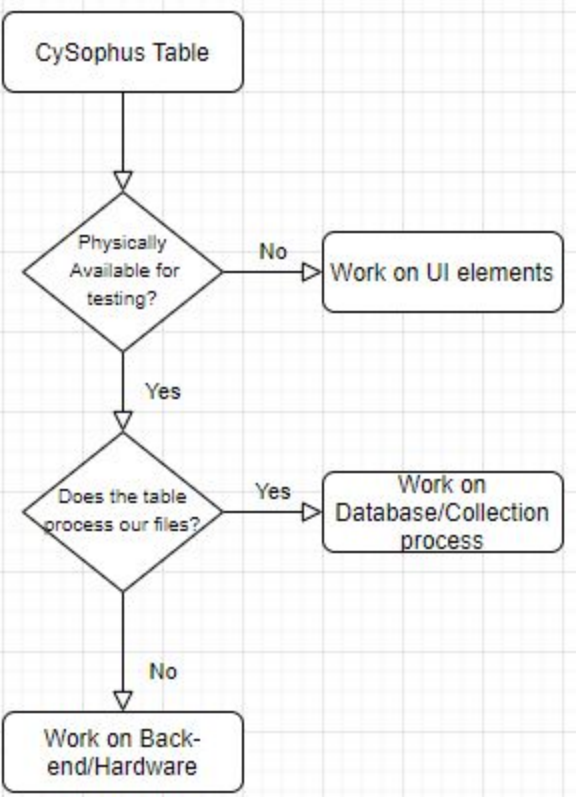 CySophus Table
Physically
Available for
testing?
No
Work on UI elements
Yes
Does the table
process our files?
Yes
Work on
Database/Collection
process
No
Work on Back-
end/Hardware